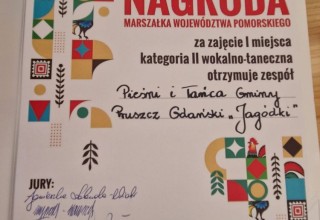 NAGRODA
MARSZAŁKA WOJEWÓDZTWA POMORSKIEGO
za zajęcie I miejsca
kategoria II wokalno-taneczna
otrzymuje zespół
Pieśni i Tańca Gminy
Pruszcz Gdański „Jagódki”
JURY: